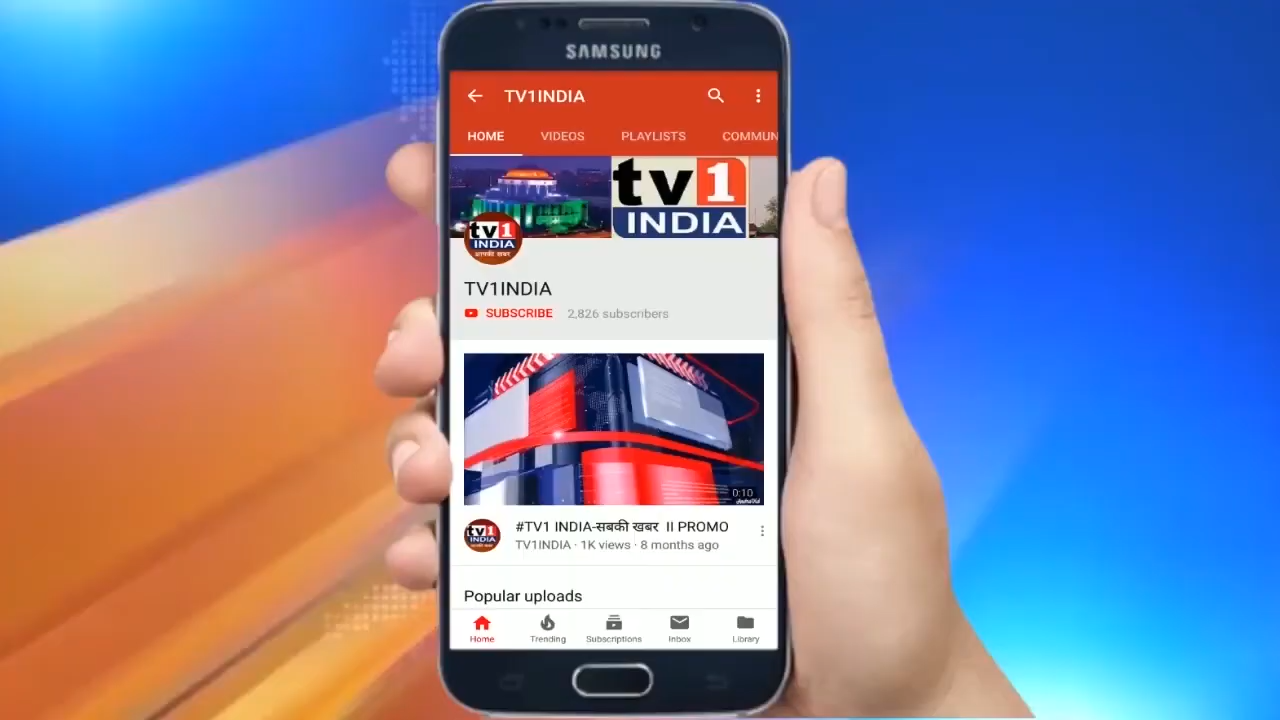 SAMSUNG
TV1INDIA
HOME VIDEOS PLAYLISTS COMMUN
tv1
INDIA
tv1
INDIA
TV1INDIA
SUBSCRIBE 2,826 subscribers
0:10
tv1
INDIA
#TV1 INDIA-सबकी खबर II PROMO
TV1INDIA · 1K views · 8 months ago
Popular uploads
Home Trending Subscriptions Inbox Library